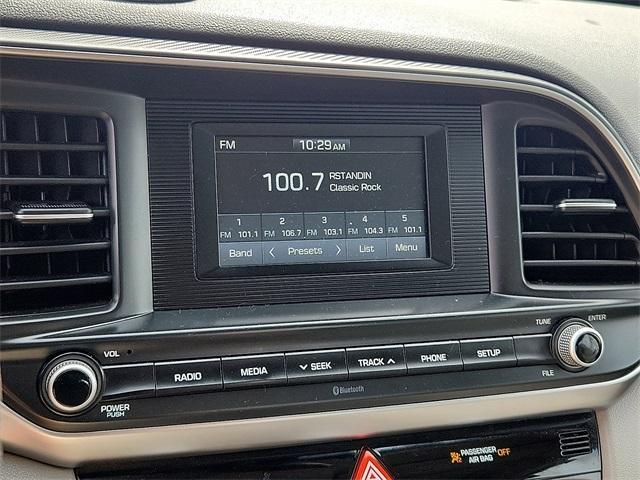 FM 10:29 AM
100.7 RSTANDIN
Classic Rock
1 2 3 4 5
FM 101.1 FM 106.7 FM 103.1 FM 104.3 FM 101.1
Band < Presets > List Menu
VOL
TUNE ENTER
RADIO MEDIA SEEK TRACK PHONE SETUP
POWER
PUSH
Bluetooth
FILE
PASSENGER
AIR BAG OFF